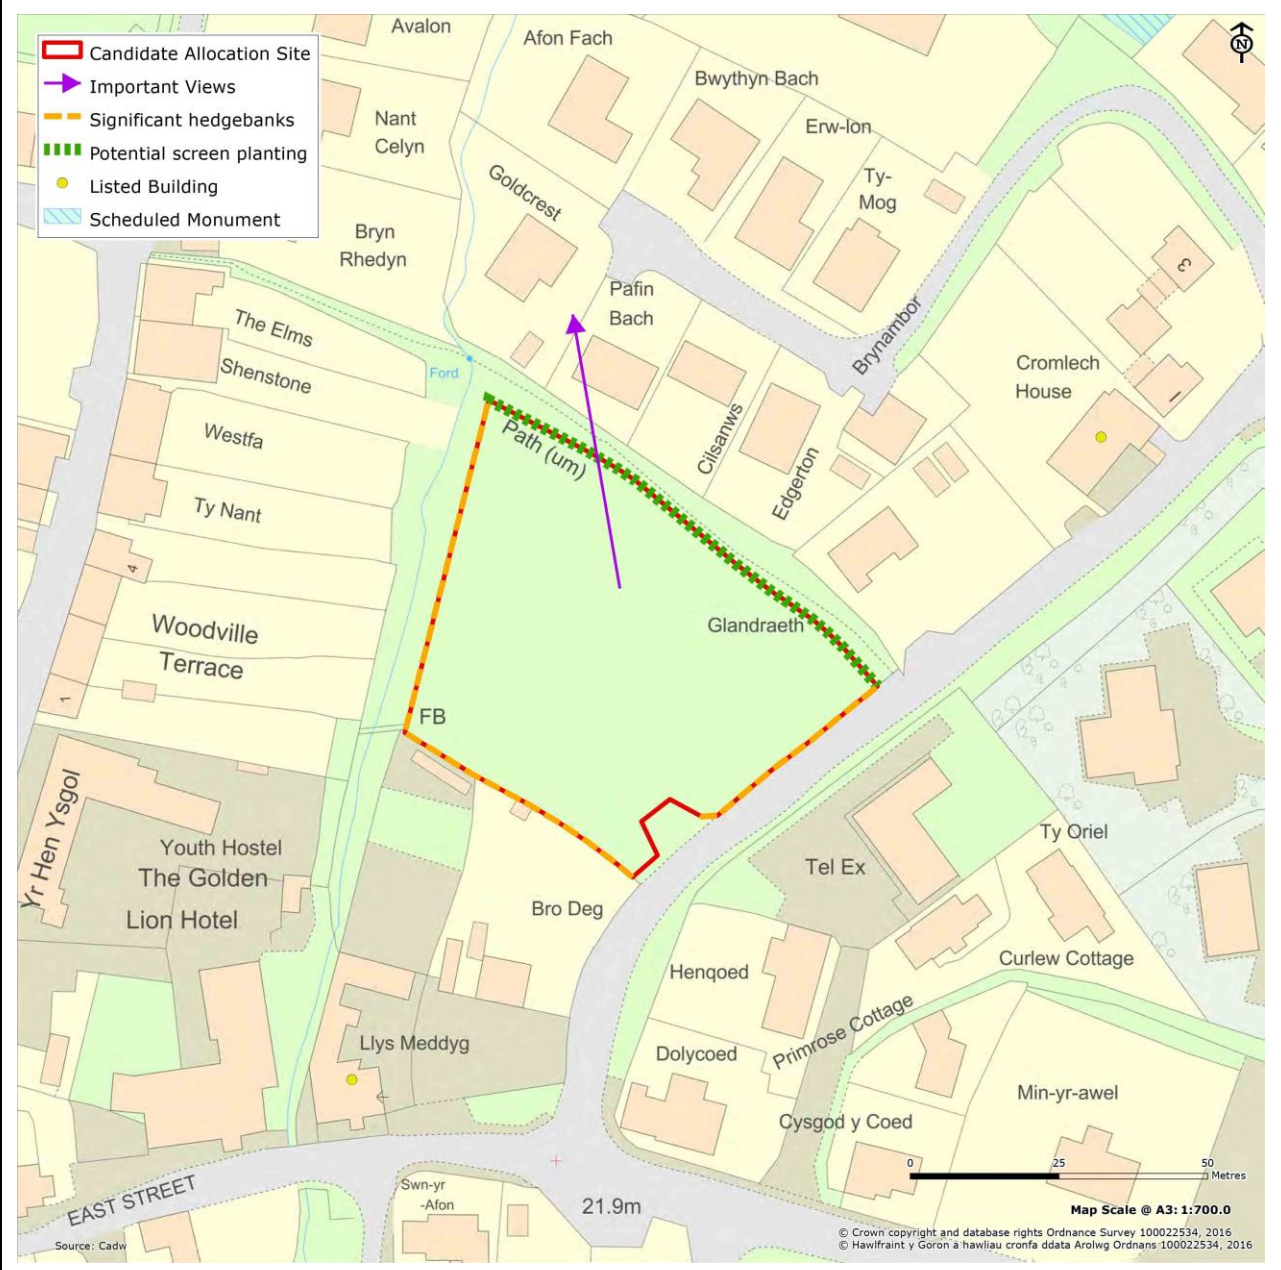 Candidate Allocation Site
Important Views
Significant hedgebanks
Potential screen planting
Listed Building
Scheduled Monument
N
Avalon
Afon Fach
Bwythyn Bach
Nant
Celyn
Erw-lon
Goldcrest
Ty-
Mog
Bryn
Rhedyn
3
Pafin
Bach
The Elms
Brynambor
Shenstone
Ford
Cromlech
House
1
Westfa
Path (um)
Cilsanws
Edgerton
Ty Nant
4
Woodville
Terrace
Glandraeth
1
FB
Yr Hen Ysgol
Youth Hostel
The Golden
Lion Hotel
Tel Ex
Ty Oriel
Bro Deg
Curlew Cottage
Henqoed
Primrose Cottage
Llys Meddyg
Dolycoed
Min-yr-awel
Cysgod y Coed
EAST STREET
Swn-yr
-Afon
21.9m
0 25 50
Metres
Map Scale @ A3: 1:700.0
Source: Cadw
© Crown copyright and database rights Ordnance Survey 100022534, 2016
© Hawlfraint y Goron a hawliau cronfa ddata Arolwg Ordnans 100022534, 2016